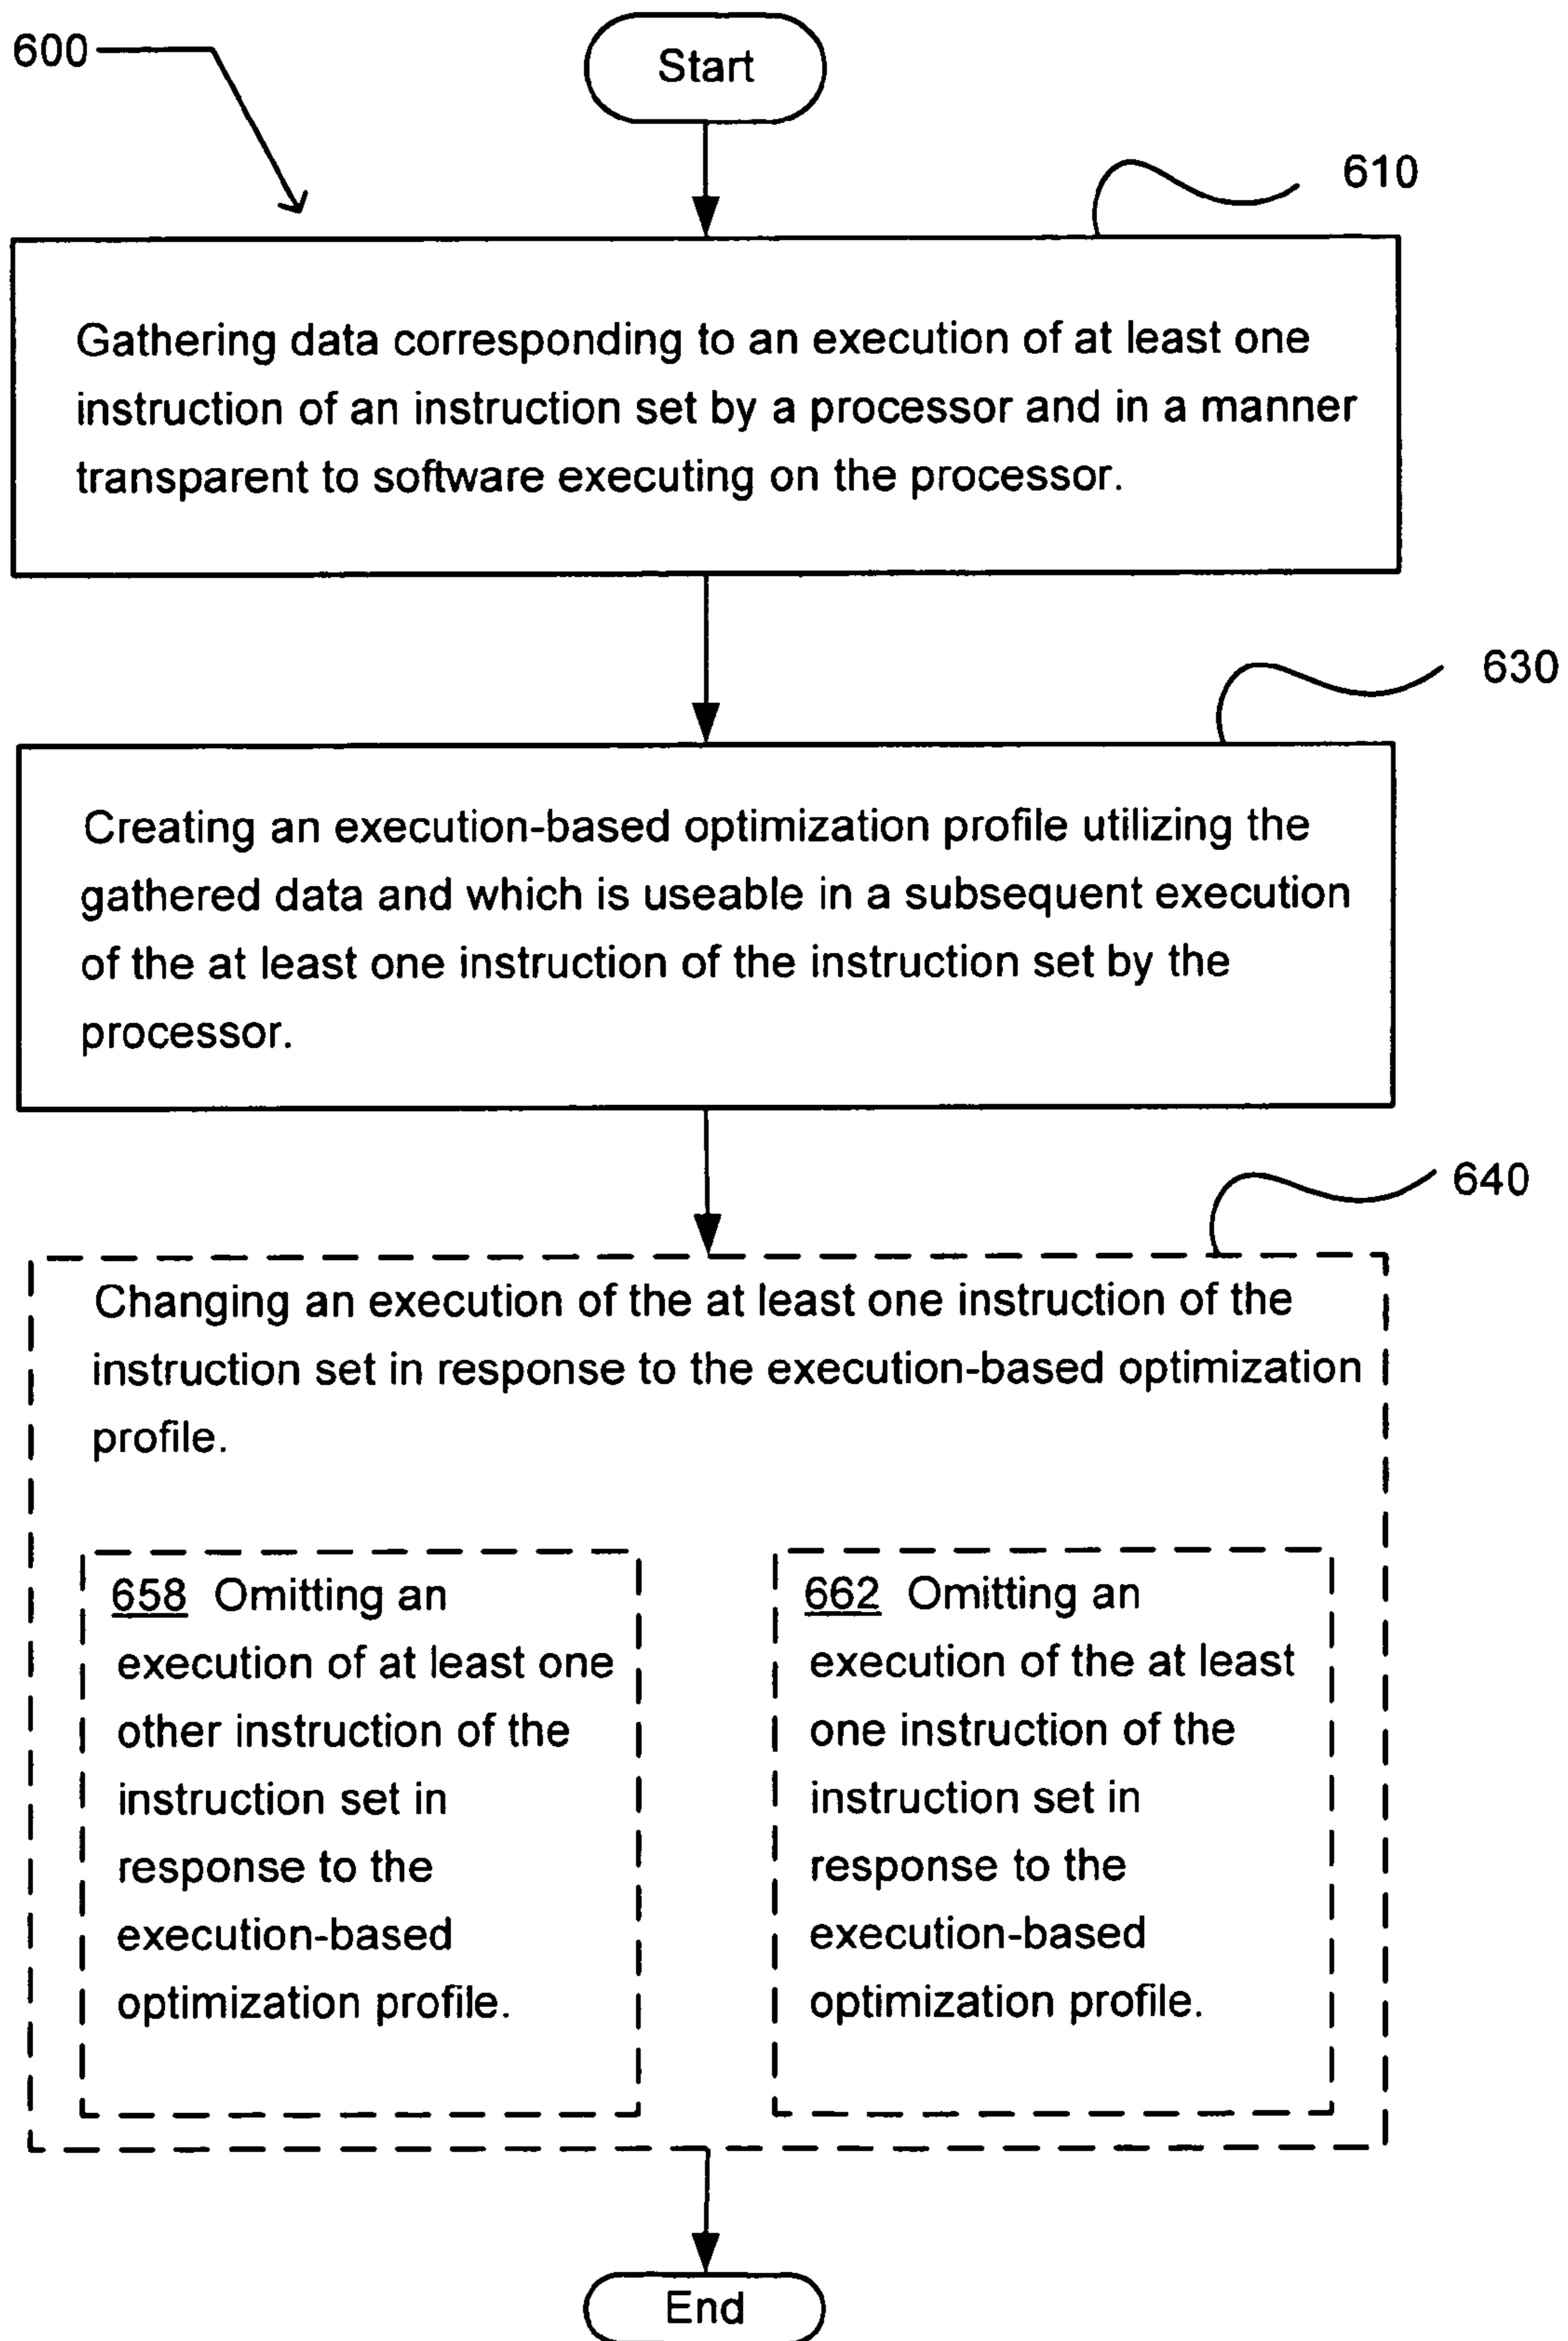 600
Start
610
Gathering data corresponding to an execution of at least one
instruction of an instruction set by a processor and in a manner
transparent to software executing on the processor.
630
Creating an execution-based optimization profile utilizing the
gathered data and which is useable in a subsequent execution
of the at least one instruction of the instruction set by the
processor.
640
Changing an execution of the at least one instruction of the
instruction set in response to the execution-based optimization
profile.
658 Omitting an
execution of at least one
other instruction of the
instruction set in
response to the
execution-based
optimization profile.
662 Omitting an
execution of the at least
one instruction of the
instruction set in
response to the
execution-based
optimization profile.
End